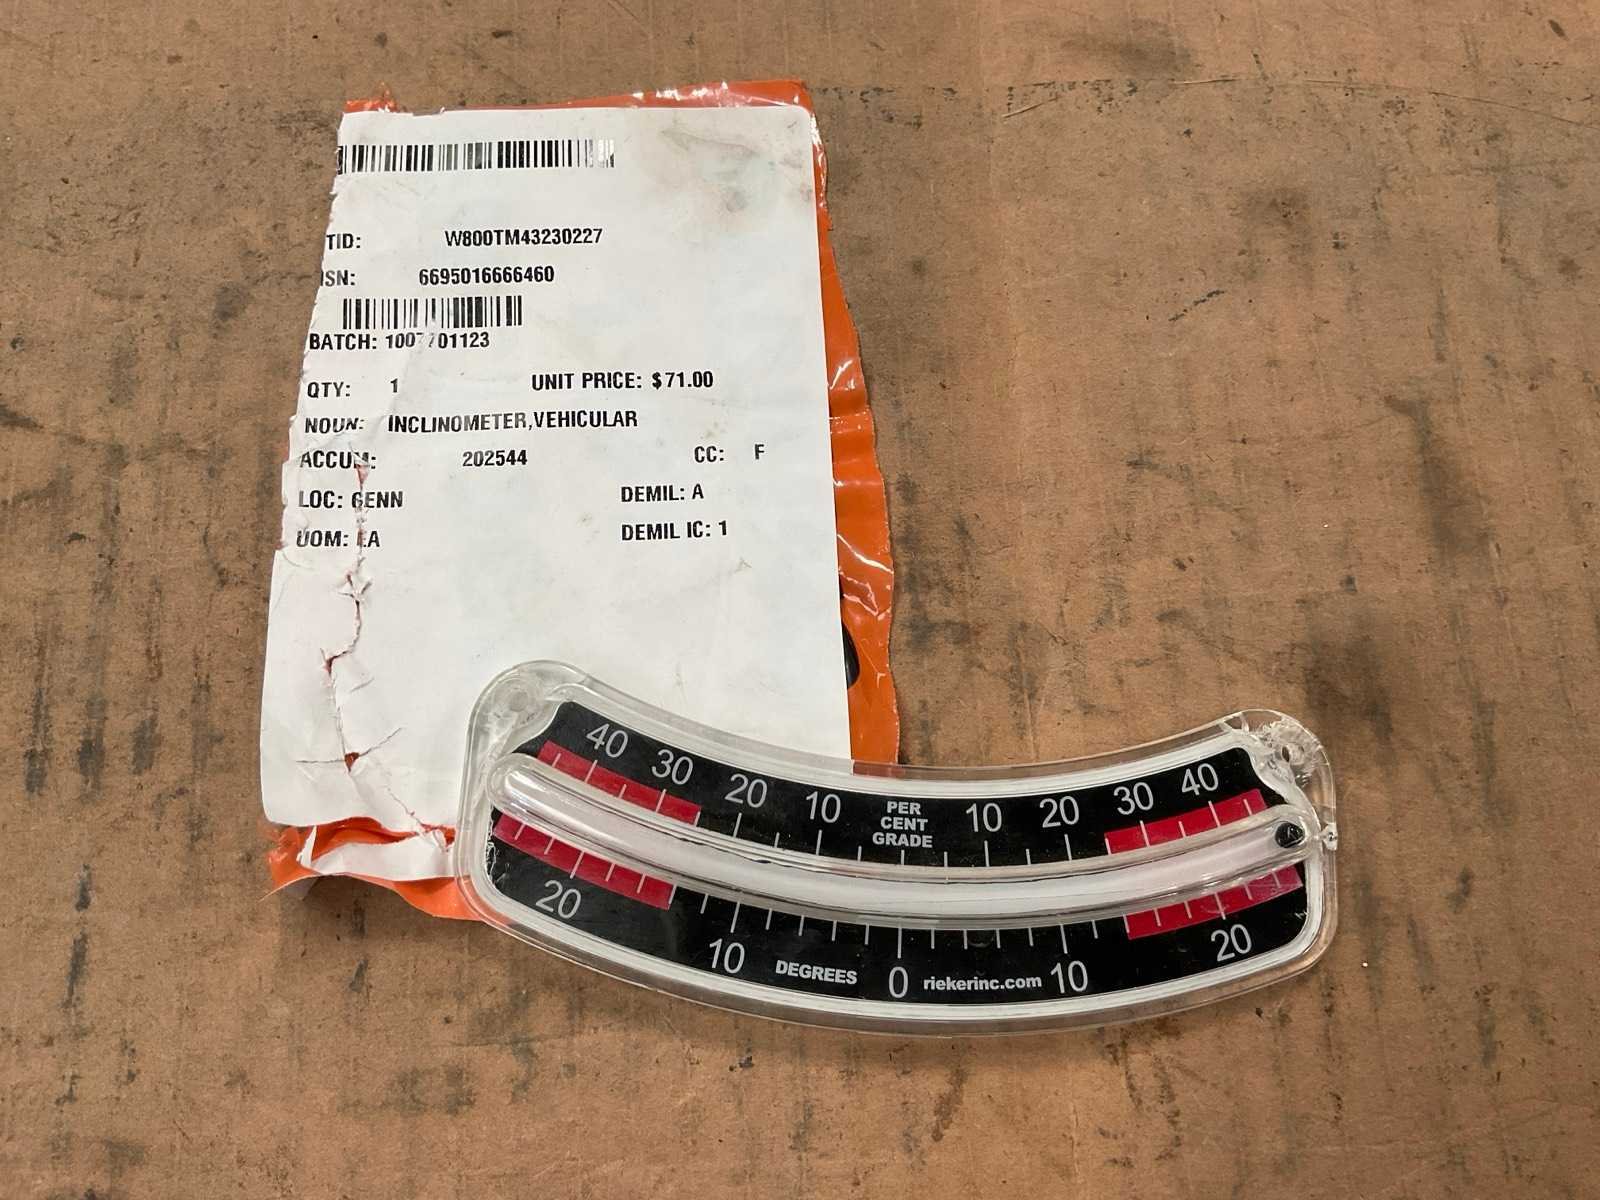 TID: W800TM43230227
SN: 6695016666460
BATCH: 1007701123
QTY: 1 UNIT PRICE: $71.00
NOUN: INCLINOMETER,VEHICULAR
ACCUM: 202544 CC: F
LOC: GENN DEMIL: A
UOM: EA DEMIL IC: 1
40 30 20 10 PER CENT GRADE 10 20 30 40
20 10 DEGREES 0 riekerinc.com 10 20